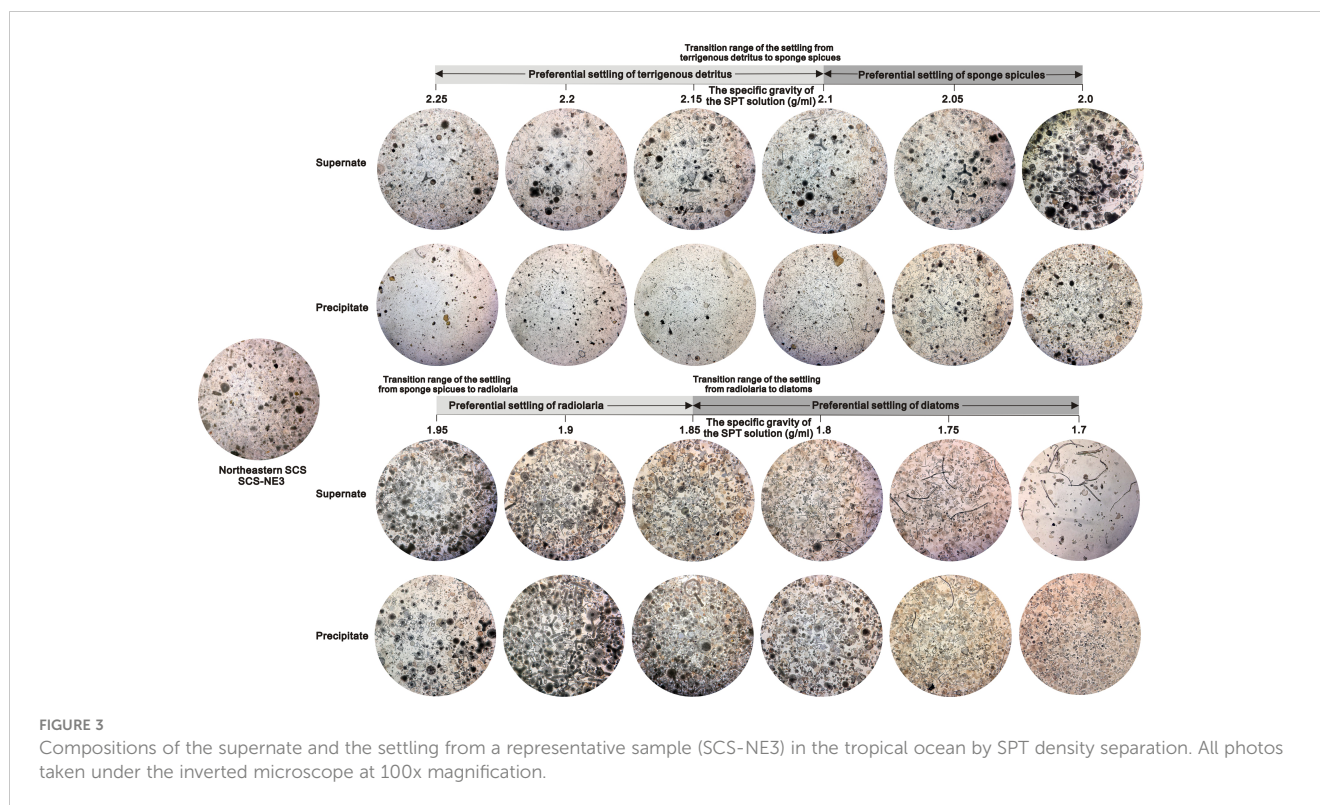 Transition range of the settling from
terrigenous detritus to sponge spicues
Preferential settling of terrigenous detritus
Preferential settling of sponge spicules
The specific gravity of
the SPT solution (g/ml)
2.25
2.2
2.15
2.1
2.05
2.0
Supernate
Precipitate
Transition range of the settling
from sponge spicues to radiolaria
Transition range of the settling
from radiolaria to diatoms
Preferential settling of radiolaria
Preferential settling of diatoms
The specific gravity of
the SPT solution (g/ml)
1.95
1.9
1.85
1.8
1.75
1.7
Northeastern SCS
SCS-NE3
Supernate
Precipitate
FIGURE 3
Compositions of the supernate and the settling from a representative sample (SCS-NE3) in the tropical ocean by SPT density separation. All photos
taken under the inverted microscope at 100x magnification.